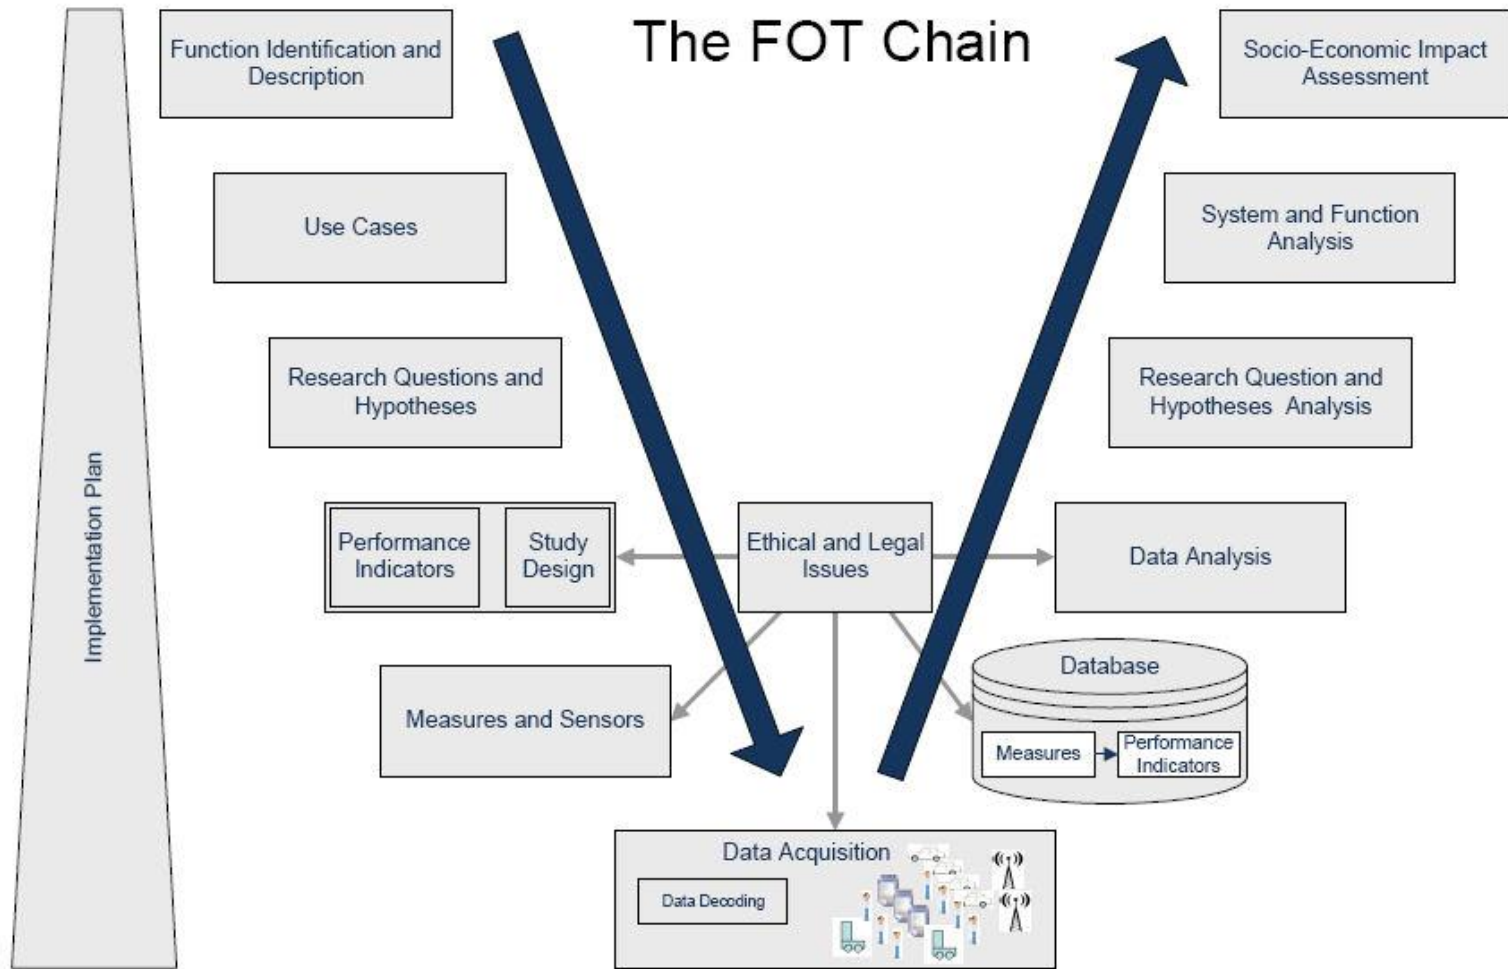 The FOT Chain
Function Identification and
Description
Socio-Economic Impact
Assessment
Use Cases
System and Function
Analysis
Research Questions and
Hypotheses
Research Question and
Hypotheses Analysis
Implementation Plan
Performance
Indicators
Study
Design
Ethical and Legal
Issues
Data Analysis
Measures and Sensors
Database
Measures
Performance
Indicators
Data Acquisition
Data Decoding